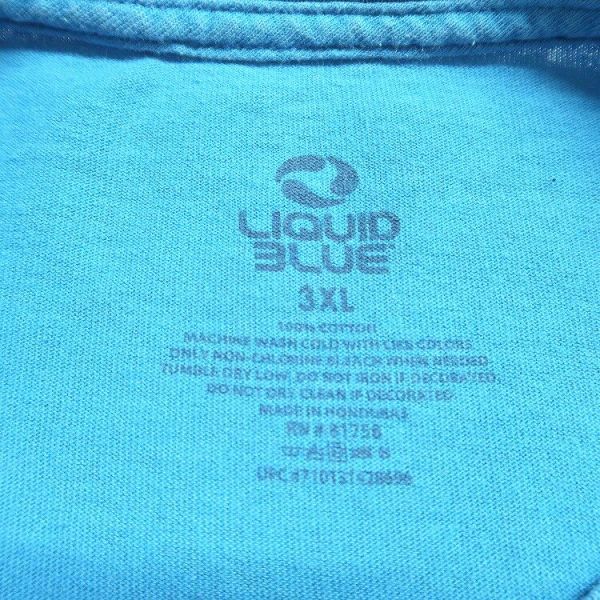 LIQUID
BLUE
3XL
100% COTTON
MACHINE WASH COLD WITH LIKE COLORS
ONLY NON-CHLORINE BLEACH WHEN NEEDED
TUMBLE DRY LOW, DO NOT IRON IF DECORATED,
DO NOT DRY CLEAN IF DECORATED
MADE IN HONDURAS
RN # 81758
UPC #